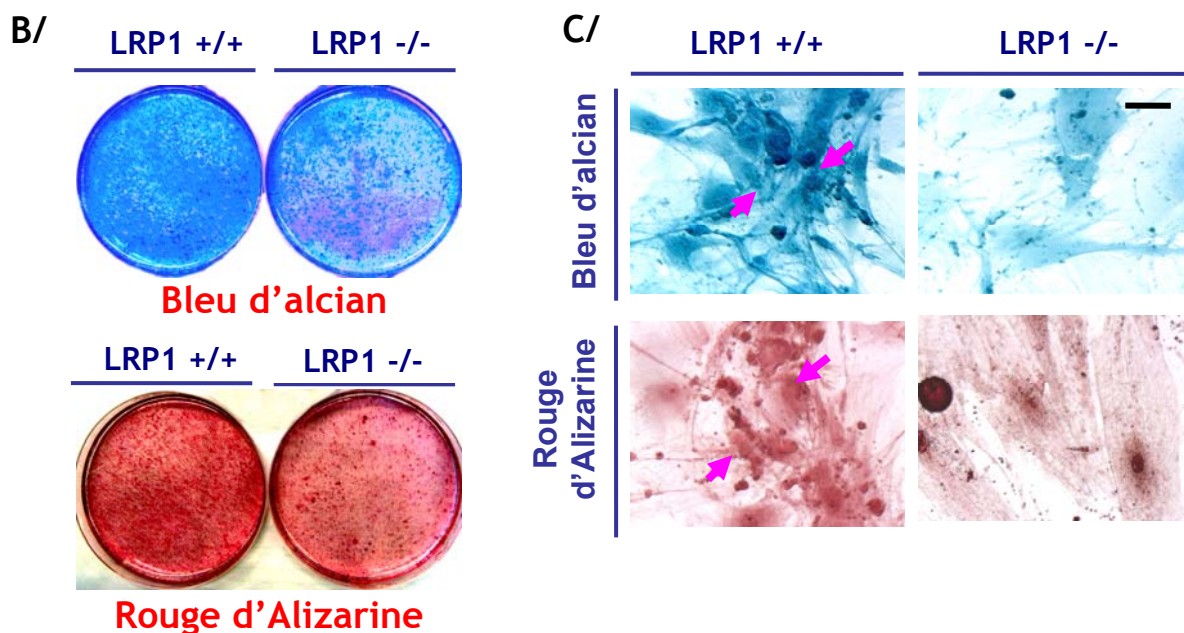 B/
LRP1 +/+ LRP1 -/-
Bleu d'alcian
LRP1 +/+ LRP1 -/-
Rouge d'Alizarine
C/
LRP1 +/+ LRP1 -/-
Bleu
d'alcian
Rouge
d'Alizarine